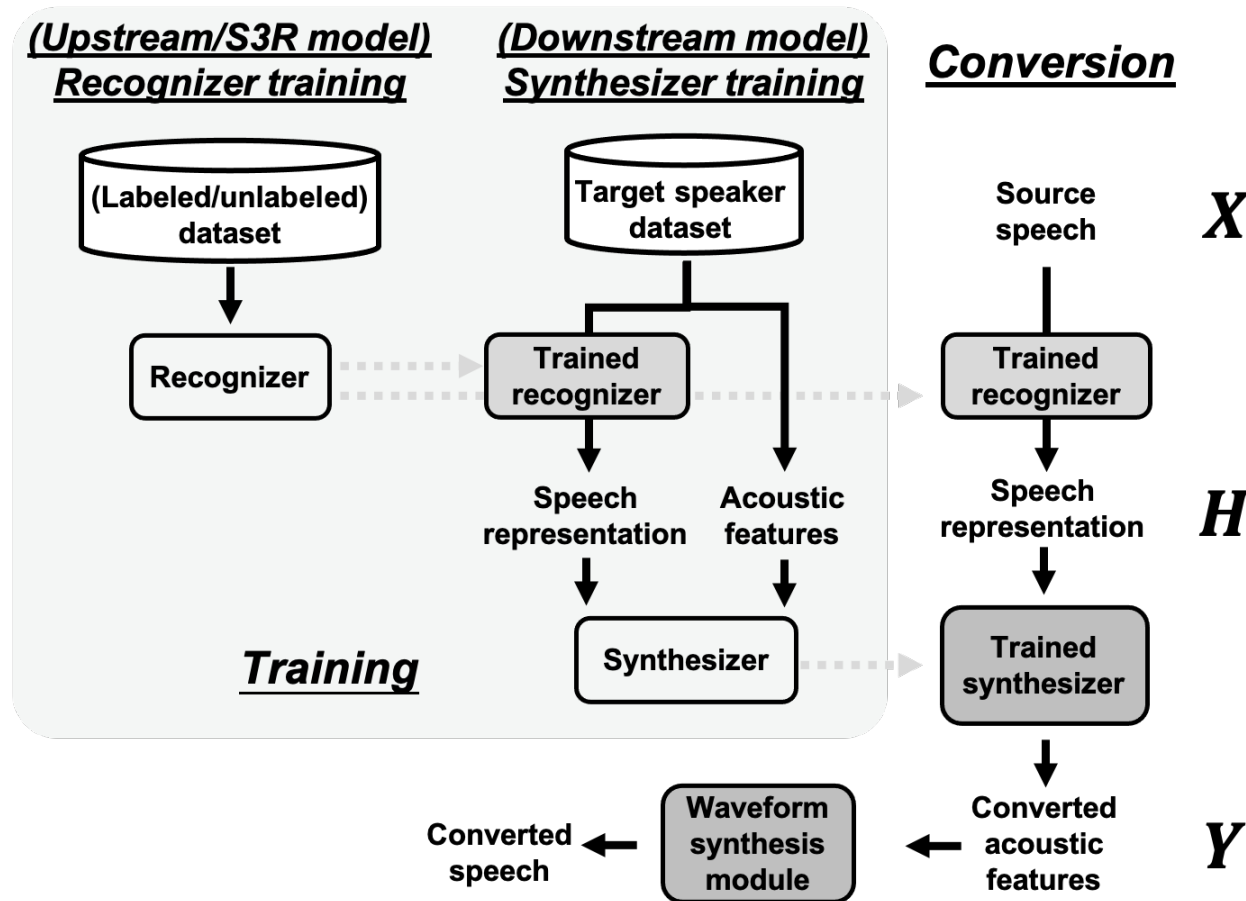 (Upstream/S3R model)
Recognizer training
(Downstream model)
Synthesizer training
Conversion
(Labeled/unlabeled)
dataset
Target speaker
dataset
Source
speech
X
Recognizer
Trained
recognizer
Trained
recognizer
Speech
representation
Acoustic
features
Speech
representation
H
Synthesizer
Trained
synthesizer
Training
Converted
speech
Waveform
synthesis
module
Converted
acoustic
features
Y